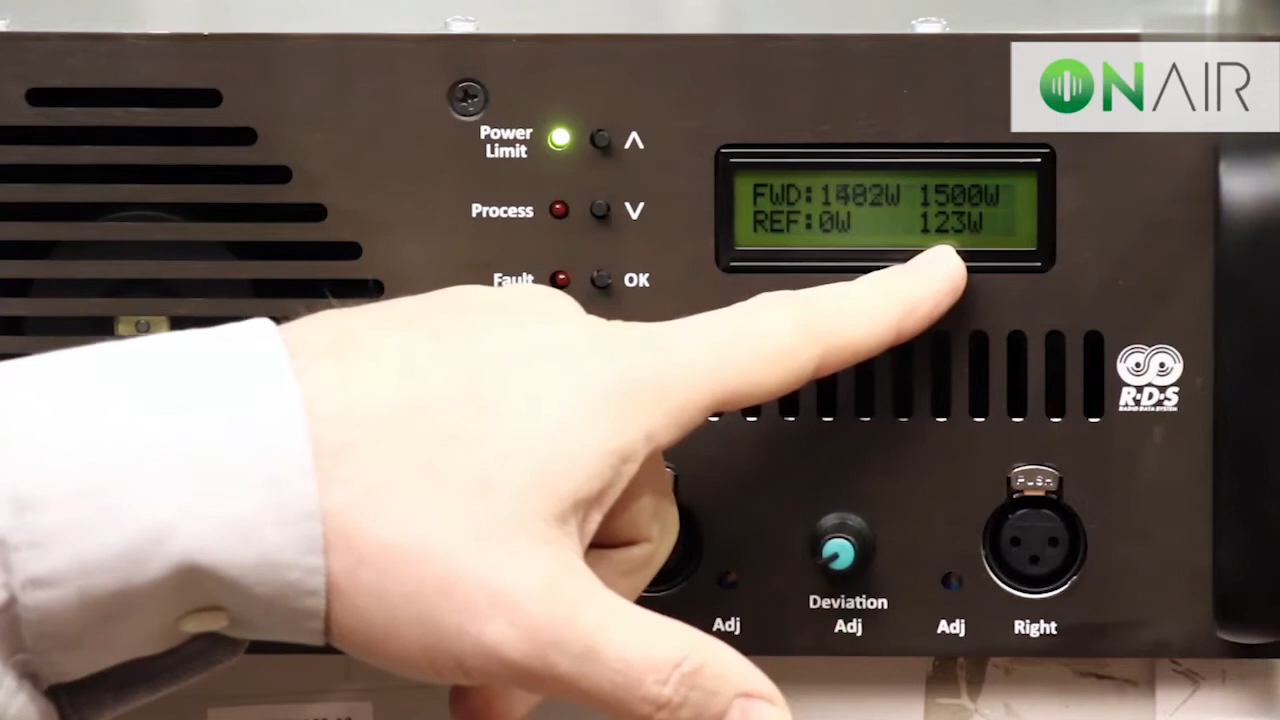 ONAIR
Power
Limit
Process
Fault
OK
FWD: 1500W
REF:0W 123W
R·D·S
RADIO DATA SYSTEM
PUSH
Adj
Deviation
Adj
Adj
Right